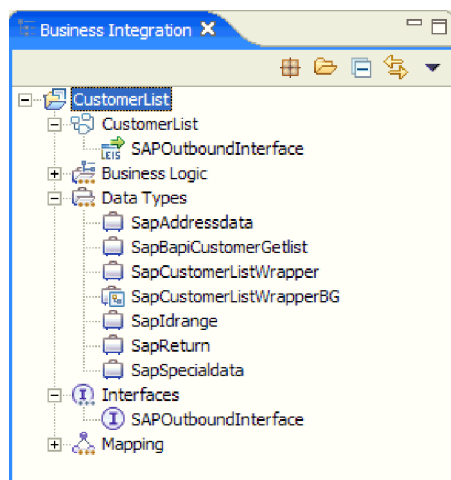 Business Integration
CustomerList
CustomerList
EIS
SAPOutboundInterface
Business Logic
Data Types
SapAddressdata
SapBapiCustomerGetlist
SapCustomerListWrapper
SapCustomerListWrapperBG
SapIdrange
SapReturn
SapSpecialdata
I Interfaces
I SAPOutboundInterface
Mapping